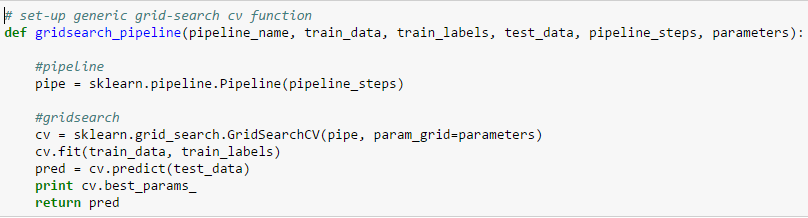 # set-up generic grid-search cv function
def gridsearch_pipeline(pipeline_name, train_data, train_labels, test_data, pipeline_steps, parameters):
    #pipeline
    pipe = sklearn.pipeline.Pipeline(pipeline_steps)
    #gridsearch
    cv = sklearn.grid_search.GridSearchCV(pipe, param_grid=parameters)
    cv.fit(train_data, train_labels)
    pred = cv.predict(test_data)
    print cv.best_params_
    return pred